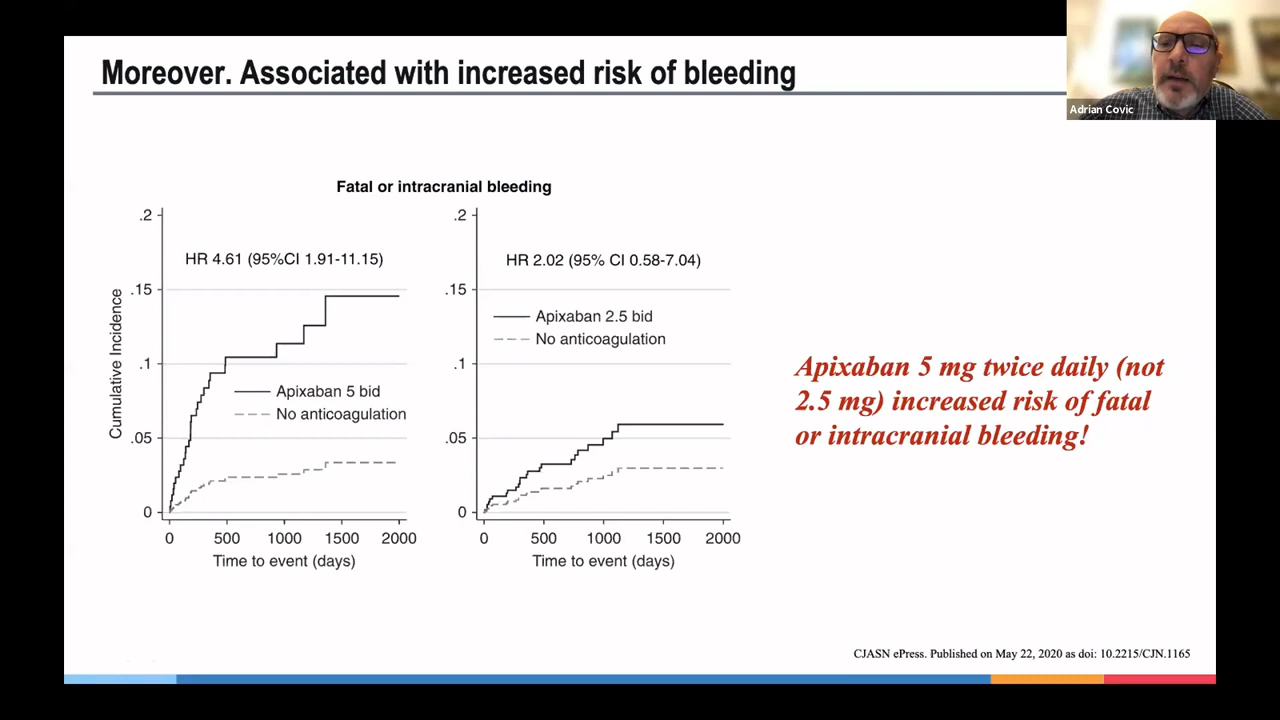 Moreover. Associated with increased risk of bleeding
Adrian Covic
Fatal or intracranial bleeding
.2
.15
.1
.05
0
Cumulative Incidence
HR 4.61 (95%CI 1.91-11.15)
Apixaban 5 bid
No anticoagulation
0 500 1000 1500 2000
Time to event (days)
.2
.15
.1
.05
0
HR 2.02 (95% CI 0.58-7.04)
Apixaban 2.5 bid
No anticoagulation
0 500 1000 1500 2000
Time to event (days)
Apixaban 5 mg twice daily (not
2.5 mg) increased risk of fatal
or intracranial bleeding!
CJASN ePress. Published on May 22, 2020 as doi: 10.2215/CJN.1165